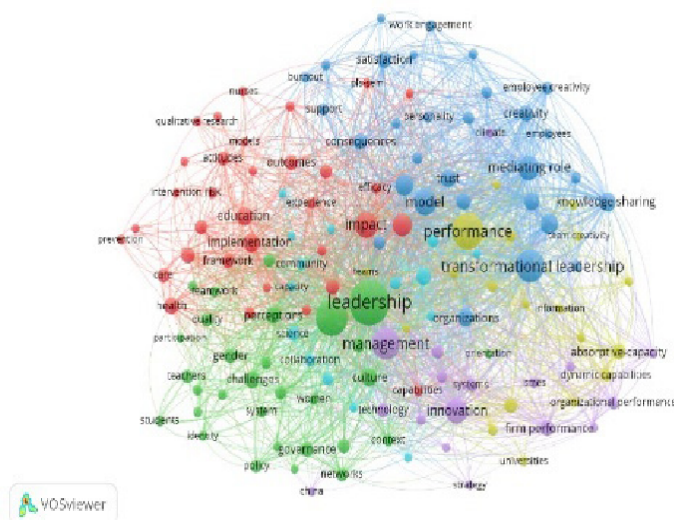 work engagement
satisfaction
burnout
nurses
support
employee creativity
creativity
personality
qualitative research
climate
employees
models
consequences
attitudes
outcomes
mediating role
trust
efficacy
intervention
experience
model
knowledge sharing
education
impact
performance
team creativity
prevention
implementation
framework
community
transformational leadership
teams
care
teamwork
capacity
leadership
information
health
quality
perceptions
organizations
science
participation
management
gender
collaboration
orientation
absorptive-capacity
teachers
challenges
culture
systems
dynamic capabilities
capabilities
women
organizational performance
system
technology
innovation
students
identity
firm performance
governance
context
policy
networks
universities
china
strategy
VOSviewer